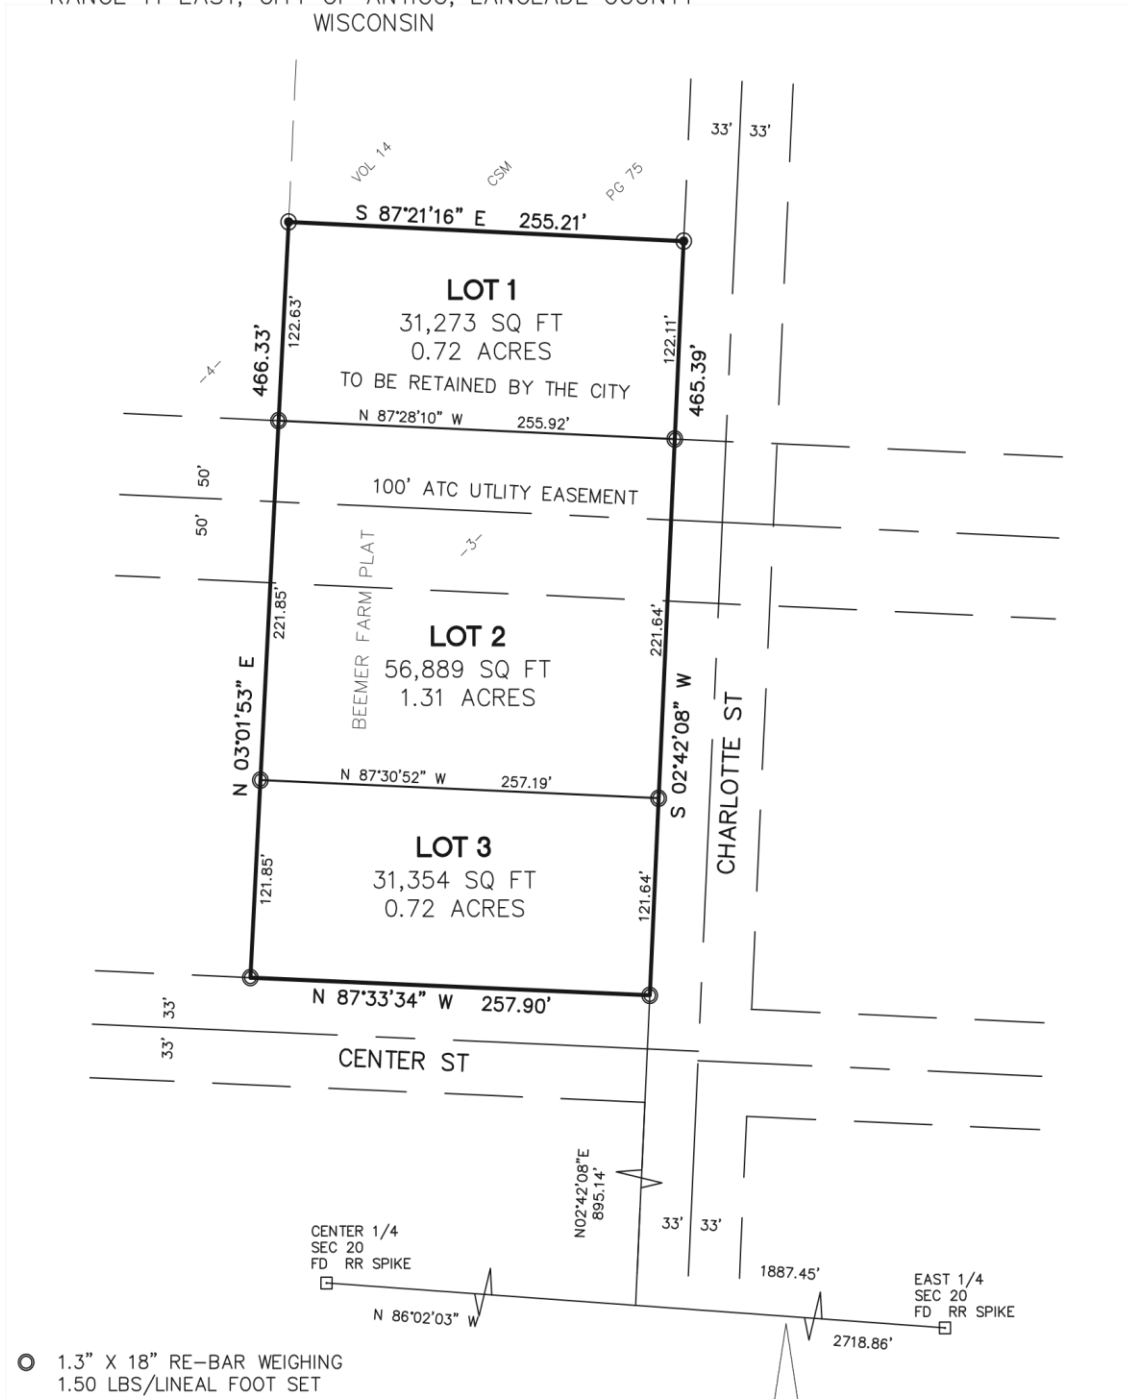 WISCONSIN
33' 33'
VOL 14 CSM PG 75
S 87°21'16" E 255.21'
LOT 1
31,273 SQ FT
0.72 ACRES
TO BE RETAINED BY THE CITY
122.63'
466.33'
122.11'
465.39'
-4-
N 87°28'10" W 255.92'
50'
50'
100' ATC UTLITY EASEMENT
-3-
BEEMER FARM PLAT
221.85'
221.64'
LOT 2
56,889 SQ FT
1.31 ACRES
N 03°01'53" E
S 02°42'08" W
CHARLOTTE ST
N 87°30'52" W 257.19'
LOT 3
31,354 SQ FT
0.72 ACRES
121.85'
121.64'
N 87°33'34" W 257.90'
33'
33'
CENTER ST
N02°42'08"E
895.14'
33' 33'
CENTER 1/4
SEC 20
FD RR SPIKE
1887.45'
EAST 1/4
SEC 20
FD RR SPIKE
N 86°02'03" W
2718.86'
1.3" X 18" RE-BAR WEIGHING
1.50 LBS/LINEAL FOOT SET